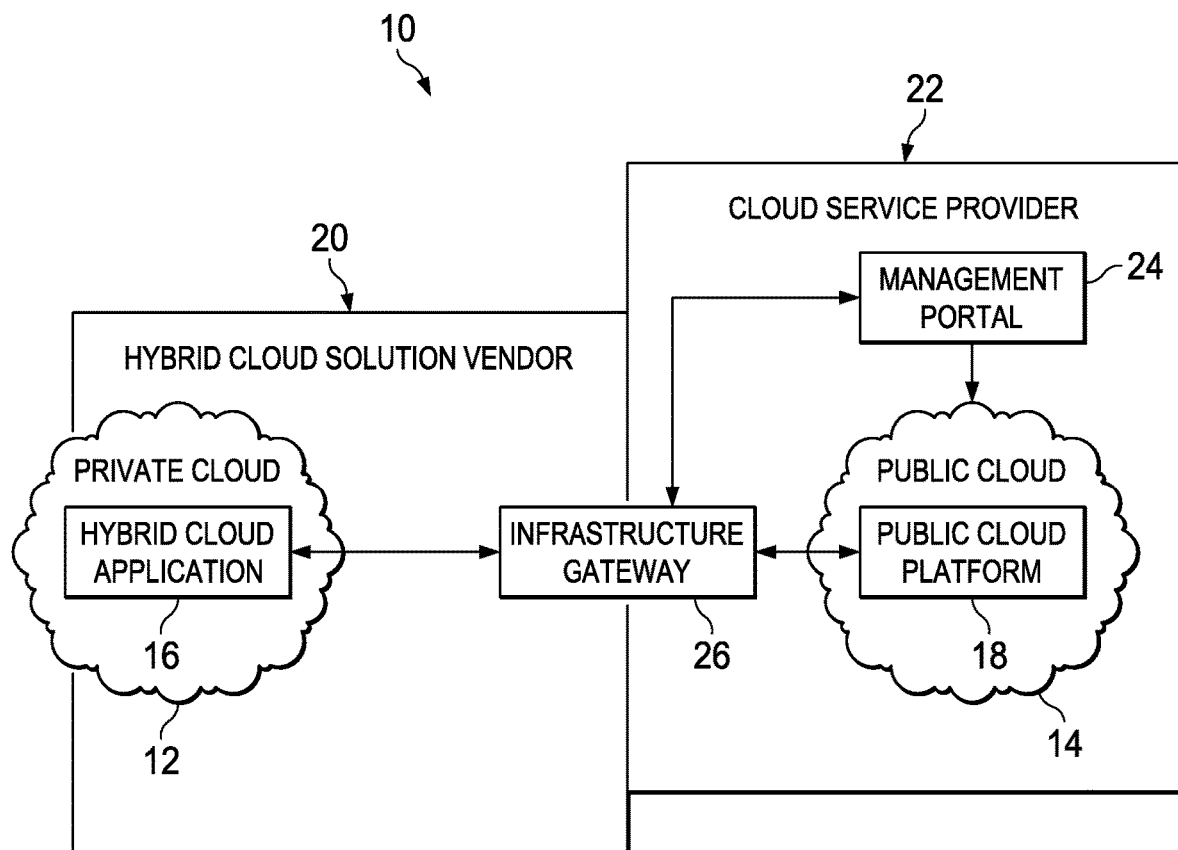 10
22
CLOUD SERVICE PROVIDER
20
MANAGEMENT
PORTAL
24
HYBRID CLOUD SOLUTION VENDOR
PRIVATE CLOUD
HYBRID CLOUD
APPLICATION
16
12
INFRASTRUCTURE
GATEWAY
26
PUBLIC CLOUD
PUBLIC CLOUD
PLATFORM
18
14